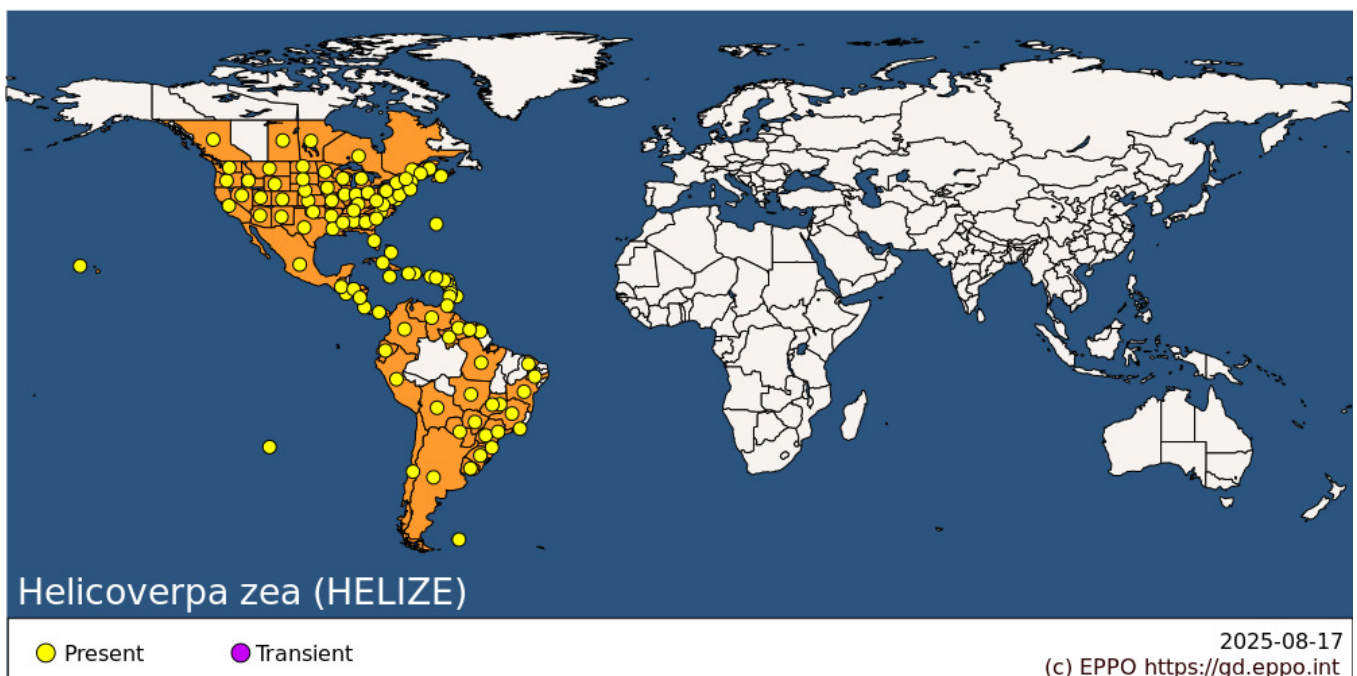 Helicoverpa zea (HELIZE)
Present
Transient
2025-08-17
(c) EPPO https://gd.eppo.int